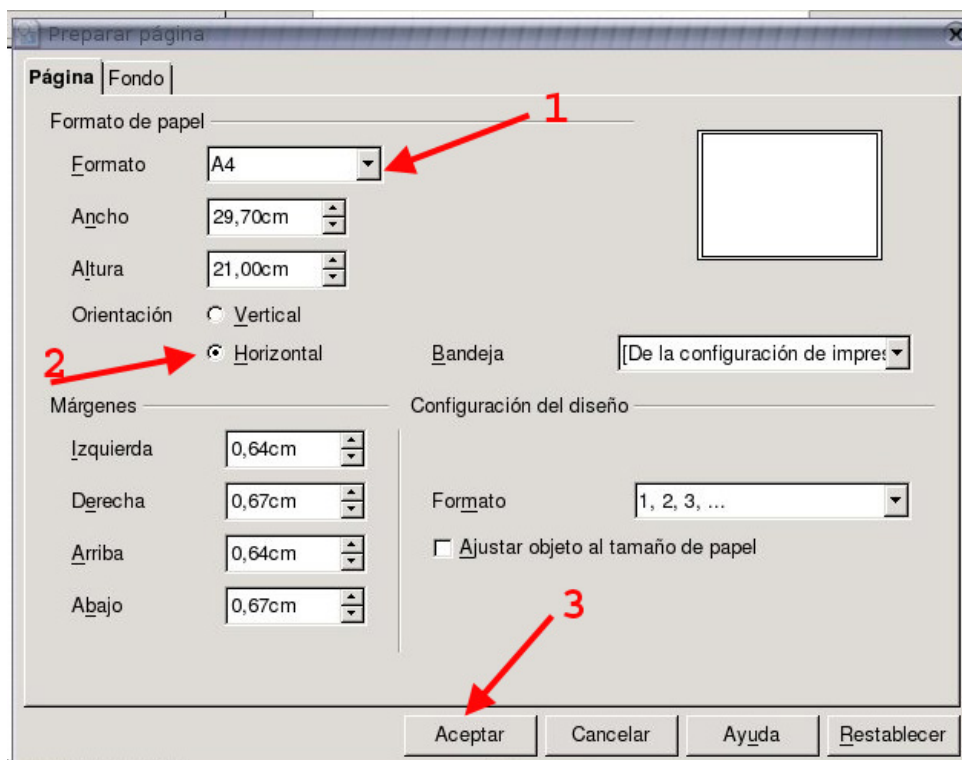 Preparar página
Página Fondo
1
Formato de papel
Formato A4
Ancho 29,70cm
Altura 21,00cm
Orientación Vertical
2 Horizontal Bandeja [De la configuración de impres
Márgenes Configuración del diseño
Izquierda 0,64cm
Derecha 0,67cm Formato 1, 2, 3, ...
Arriba 0,64cm Ajustar objeto al tamaño de papel
Abajo 0,67cm
3
Aceptar Cancelar Ayuda Restablecer